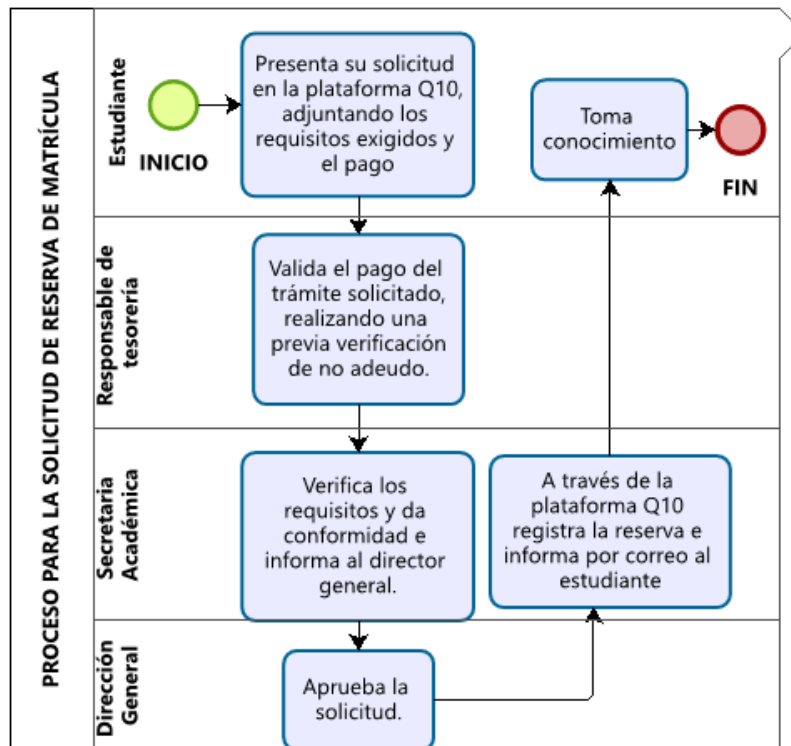 PROCESO PARA LA SOLICITUD DE RESERVA DE MATRÍCULA
Estudiante
INICIO
Presenta su solicitud
en la plataforma Q10,
adjuntando los
requisitos exigidos y
el pago
Toma
conocimiento
FIN
Responsable de
tesorería
Valida el pago del
trámite solicitado,
realizando una
previa verificación
de no adeudo.
Secretaria
Académica
Verifica los
requisitos y da
conformidad e
informa al director
general.
A través de la
plataforma Q10
registra la reserva e
informa por correo al
estudiante
Dirección
General
Aprueba la
solicitud.